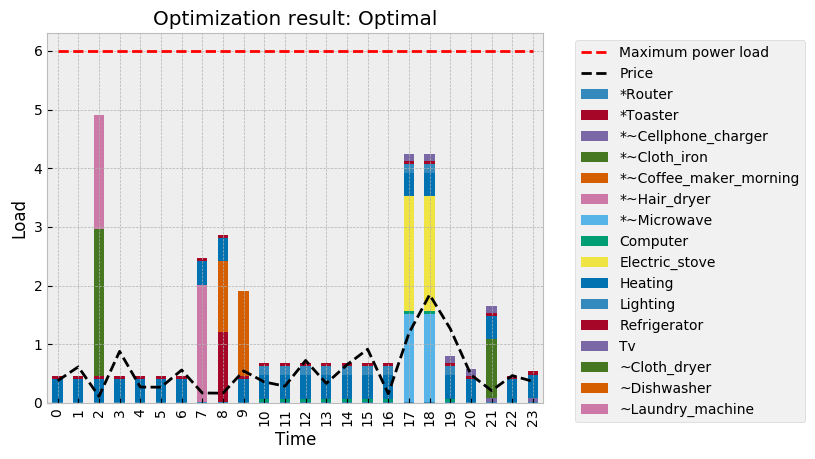 Optimization result: Optimal
Load
6
5
4
3
2
1
0
0 1 2 3 4 5 6 7 8 9 10 11 12 13 14 15 16 17 18 19 20 21 22 23
Time
Maximum power load
Price
*Router
*Toaster
*~Cellphone_charger
*~Cloth_iron
*~Coffee_maker_morning
*~Hair_dryer
*~Microwave
Computer
Electric_stove
Heating
Lighting
Refrigerator
Tv
~Cloth_dryer
~Dishwasher
~Laundry_machine